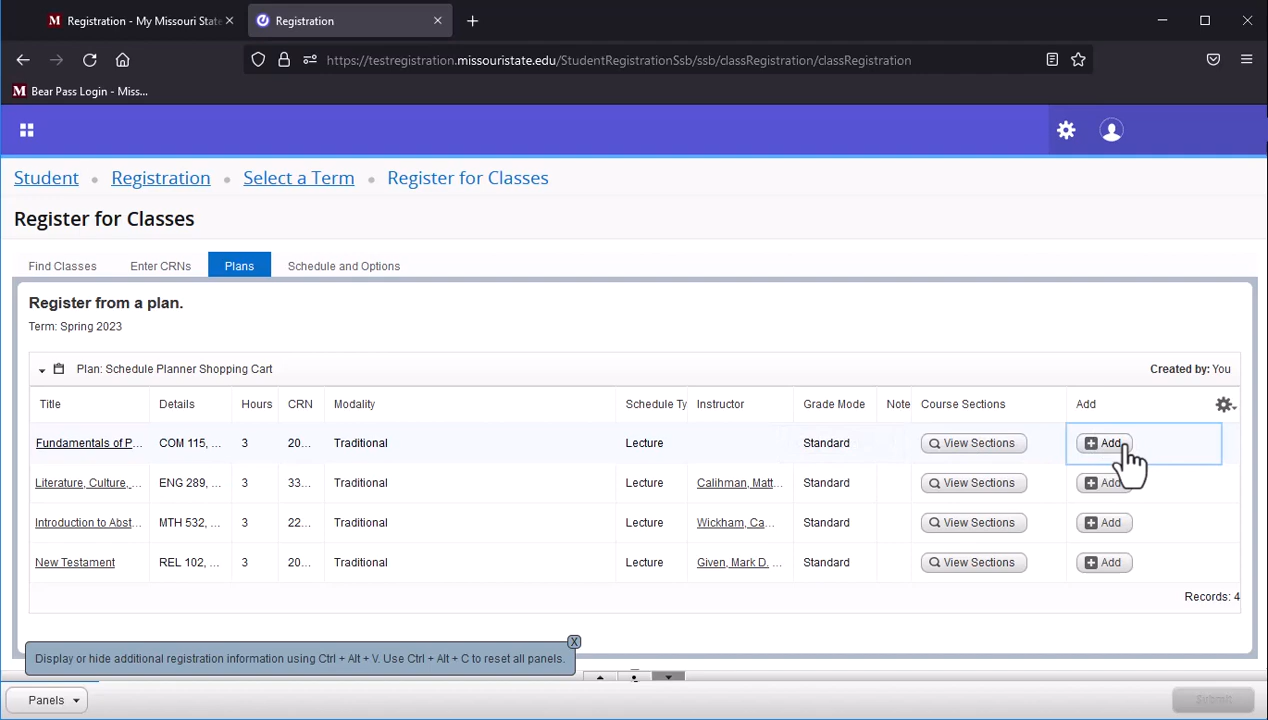 Registration - My Missouri State
Registration
https://testregistration.missouristate.edu/StudentRegistrationSsb/ssb/classRegistration/classRegistration
Bear Pass Login - Miss...
Student • Registration • Select a Term • Register for Classes
Register for Classes
Find Classes Enter CRNs Plans Schedule and Options
Register from a plan.
Term: Spring 2023
Plan: Schedule Planner Shopping Cart Created by: You
Title Details Hours CRN Modality Schedule Ty Instructor Grade Mode Note Course Sections Add
Fundamentals of P... COM 115, ... 3 20... Traditional Lecture Standard View Sections Add
Literature, Culture, ... ENG 289, ... 3 33... Traditional Lecture Calihman, Matt... Standard View Sections Add
Introduction to Abst... MTH 532, ... 3 22... Traditional Lecture Wickham, Ca... Standard View Sections Add
New Testament REL 102, ... 3 20... Traditional Lecture Given, Mark D. ... Standard View Sections Add
Records: 4
X
Display or hide additional registration information using Ctrl + Alt + V. Use Ctrl + Alt + C to reset all panels.
Panels Submit